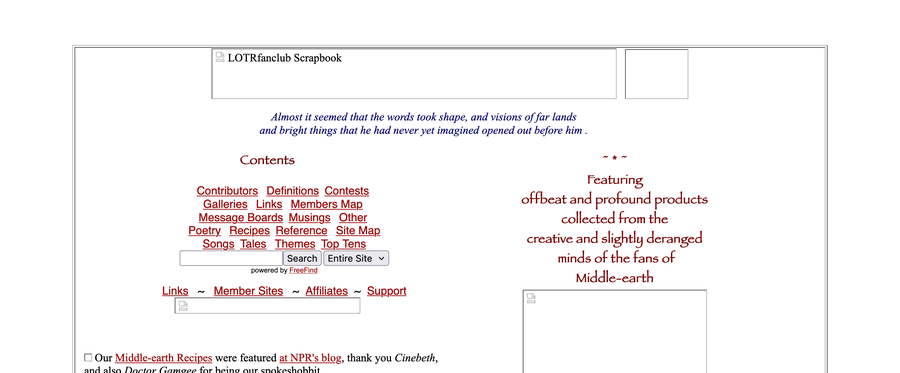 LOTRfanclub Scrapbook
Almost it seemed that the words took shape, and visions of far lands
and bright things that he had never yet imagined opened out before him .
Contents
Contributors Definitions Contests
Galleries Links Members Map
Message Boards Musings Other
Poetry Recipes Reference Site Map
Songs Tales Themes Top Tens
Search Entire Site
powered by FreeFind
Links ~ Member Sites ~ Affiliates ~ Support
~ * ~
Featuring
offbeat and profound products
collected from the
creative and slightly deranged
minds of the fans of
Middle-earth
Our Middle-earth Recipes were featured at NPR's blog, thank you Cinebeth,
and also Doctor Gamgee for being our spokeshobbit